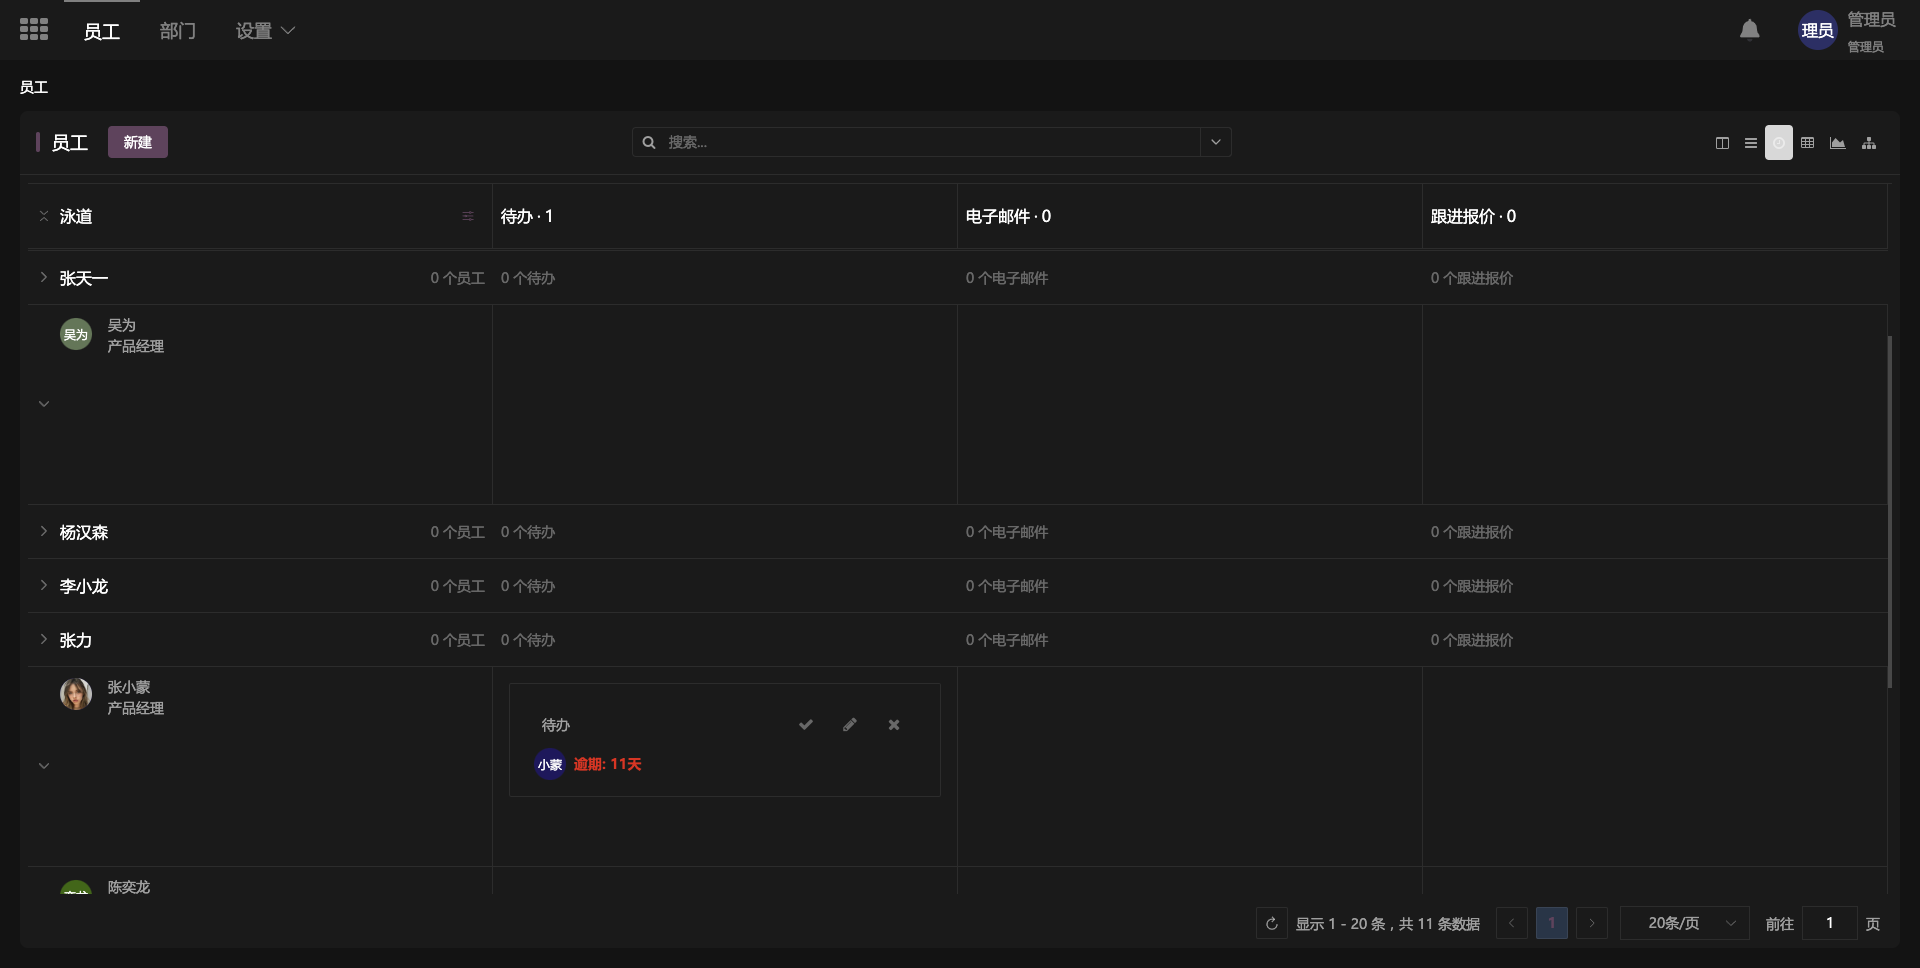 员工 部门 设置
理员 管理员
管理员
员工
员工 新建 搜索...
泳道 待办 · 1 电子邮件 · 0 跟进报价 · 0
张天一 0 个员工 0 个待办 0 个电子邮件 0 个跟进报价
吴为 吴为
产品经理
杨汉森 0 个员工 0 个待办 0 个电子邮件 0 个跟进报价
李小龙 0 个员工 0 个待办 0 个电子邮件 0 个跟进报价
张力 0 个员工 0 个待办 0 个电子邮件 0 个跟进报价
张小蒙
产品经理
待办
小蒙 逾期: 11天
陈奕龙
显示 1 - 20 条，共 11 条数据 1 20条/页 前往 1 页